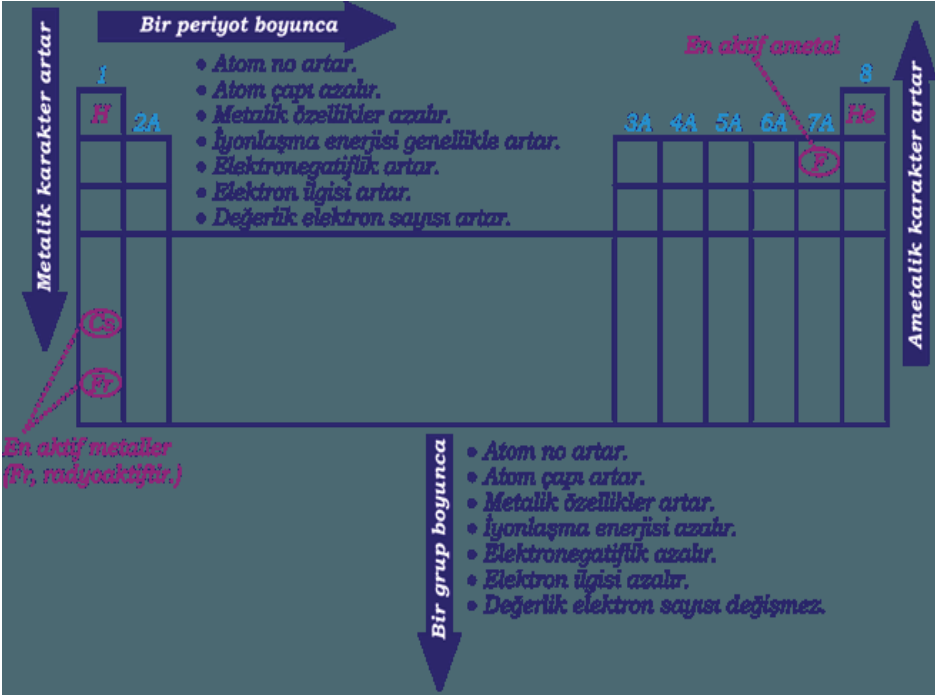 Bir periyot boyunca
• Atom no artar.
• Atom çapı azalır.
• Metalik özellikler azalır.
• İyonlaşma enerjisi genellikle artar.
• Elektronegatiflik artar.
• Elektron ilgisi artar.
• Değerlik elektron sayısı artar.
Metalik karakter artar
En aktif ametal
Ametalik karakter artar
1
8
H
2A
3A 4A 5A 6A 7A
He
F
Cs
Fr
En aktif metaller
(Fr, radyoaktiftir.)
Bir grup boyunca
• Atom no artar.
• Atom çapı artar.
• Metalik özellikler artar.
• İyonlaşma enerjisi azalır.
• Elektronegatiflik azalır.
• Elektron ilgisi azalır.
• Değerlik elektron sayısı değişmez.